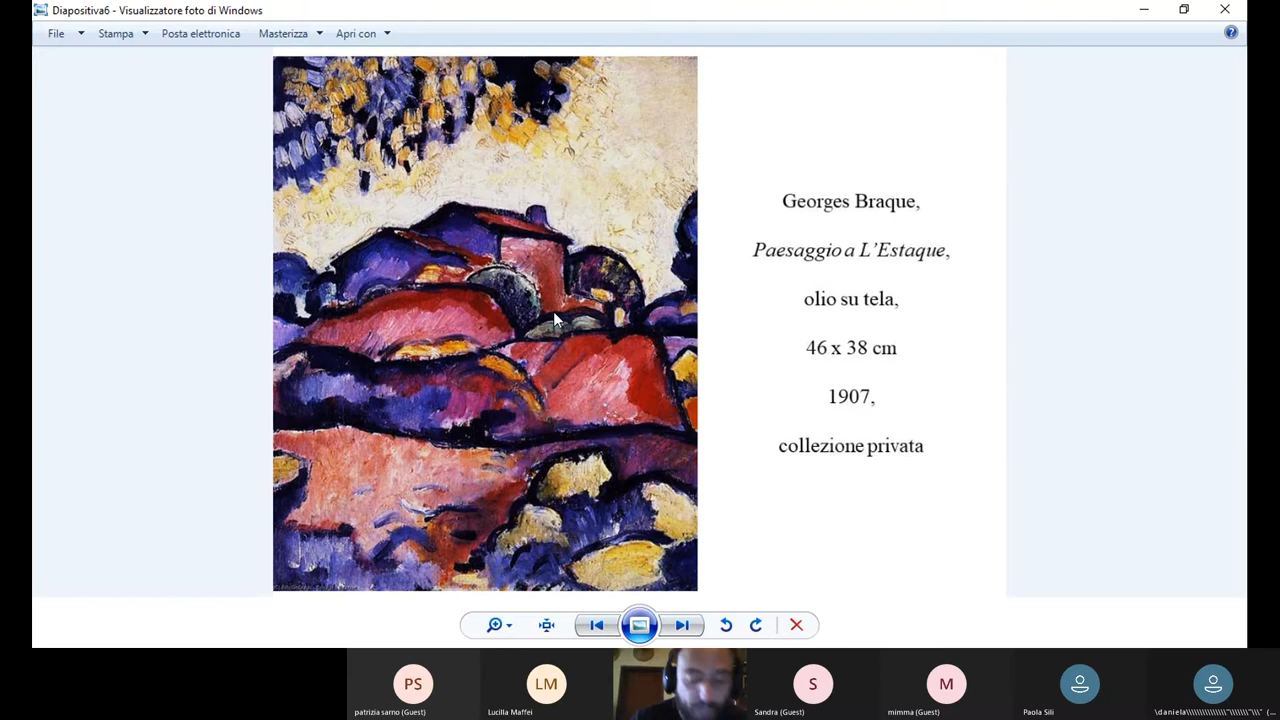 Diapositiva6 - Visualizzatore foto di Windows
File Stampa Posta elettronica Masterizza Apri con
Georges Braque,
Paesaggio a L'Estaque,
olio su tela,
46 x 38 cm
1907,
collezione privata
PS LM S M
patrizia sarno (Guest) Lucilla Maffei Sandra (Guest) mimma (Guest) Paola Sili